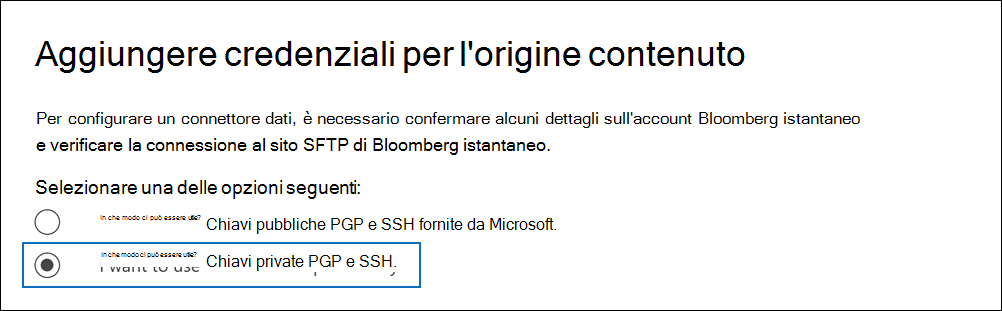 Aggiungere credenziali per l'origine contenuto
Per configurare un connettore dati, è necessario confermare alcuni dettagli sull'account Bloomberg istantaneo
e verificare la connessione al sito SFTP di Bloomberg istantaneo.
Selezionare una delle opzioni seguenti:
In che modo ci può essere utile? Chiavi pubbliche PGP e SSH fornite da Microsoft.
In che modo ci può essere utile? Chiavi private PGP e SSH.
I want to use